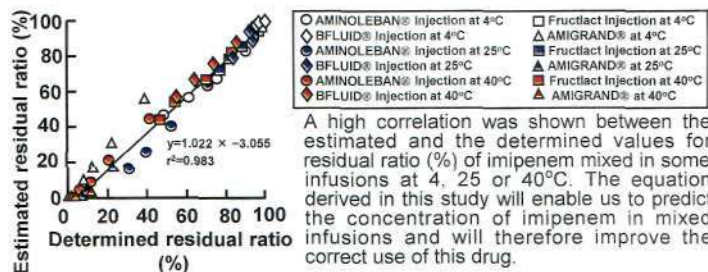 Estimated residual ratio (%)
100
80
60
40
20
0
y=1.022 × −3.055
r²=0.983
0 20 40 60 80 100
Determined residual ratio
(%)
AMINOLEBAN® Injection at 4°C
BFLUID® Injection at 4°C
AMINOLEBAN® Injection at 25°C
BFLUID® Injection at 25°C
AMINOLEBAN® Injection at 40°C
BFLUID® Injection at 40°C
Fructlact Injection at 4°C
AMIGRAND® at 4°C
Fructlact Injection at 25°C
AMIGRAND® at 25°C
Fructlact Injection at 40°C
AMIGRAND® at 40°C
A high correlation was shown between the
estimated and the determined values for
residual ratio (%) of imipenem mixed in some
infusions at 4, 25 or 40°C. The equation
derived in this study will enable us to predict
the concentration of imipenem in mixed
infusions and will therefore improve the
correct use of this drug.